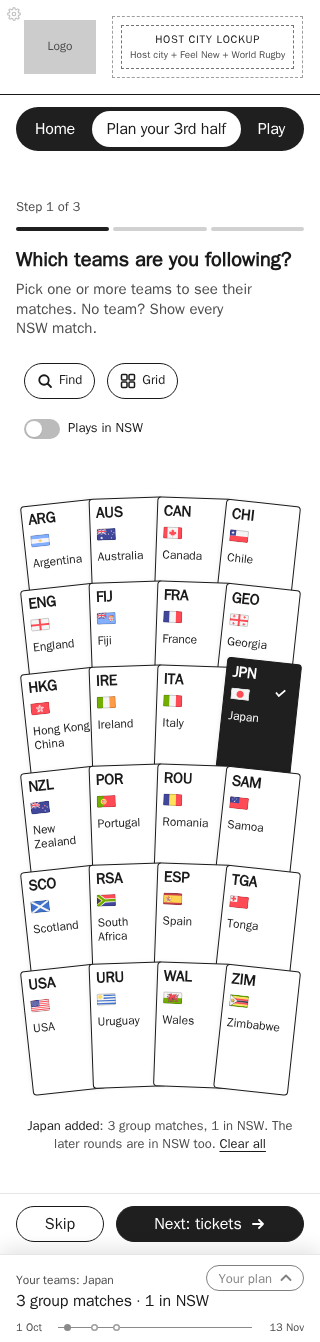 Logo
HOST CITY LOCKUP
Host city + Feel New + World Rugby
Home
Plan your 3rd half
Play
Step 1 of 3
Which teams are you following?
Pick one or more teams to see their
matches. No team? Show every
NSW match.
Find
Grid
Plays in NSW
ARG
Argentina
AUS
Australia
CAN
Canada
CHI
Chile
ENG
England
FIJ
Fiji
FRA
France
GEO
Georgia
HKG
Hong Kong
China
IRE
Ireland
ITA
Italy
JPN
Japan
NZL
New
Zealand
POR
Portugal
ROU
Romania
SAM
Samoa
SCO
Scotland
RSA
South
Africa
ESP
Spain
TGA
Tonga
USA
USA
URU
Uruguay
WAL
Wales
ZIM
Zimbabwe
Japan added: 3 group matches, 1 in NSW. The
later rounds are in NSW too. Clear all
Skip
Next: tickets
Your teams: Japan
Your plan
3 group matches · 1 in NSW
1 Oct
13 Nov